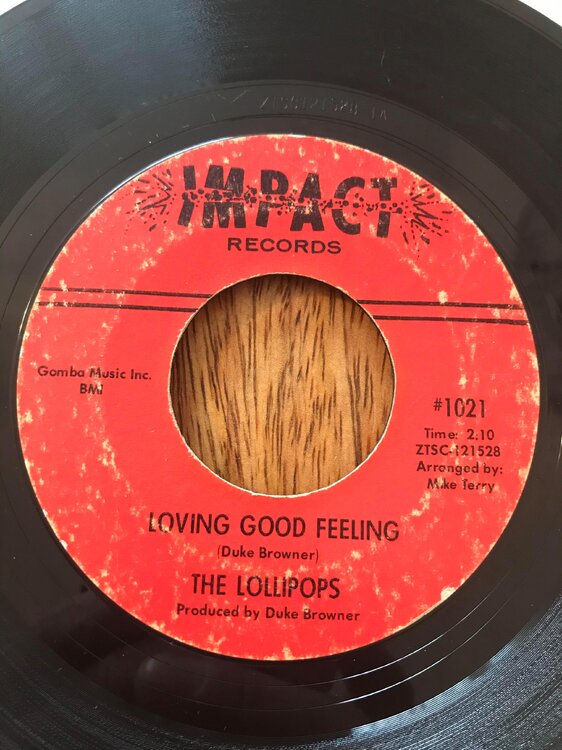 IMPACT
RECORDS
Gomba Music Inc.
BMI
#1021
Time: 2:10
ZTSC-121528
Arranged by:
Mike Terry
LOVING GOOD FEELING
(Duke Browner)
THE LOLLIPOPS
Produced by Duke Browner